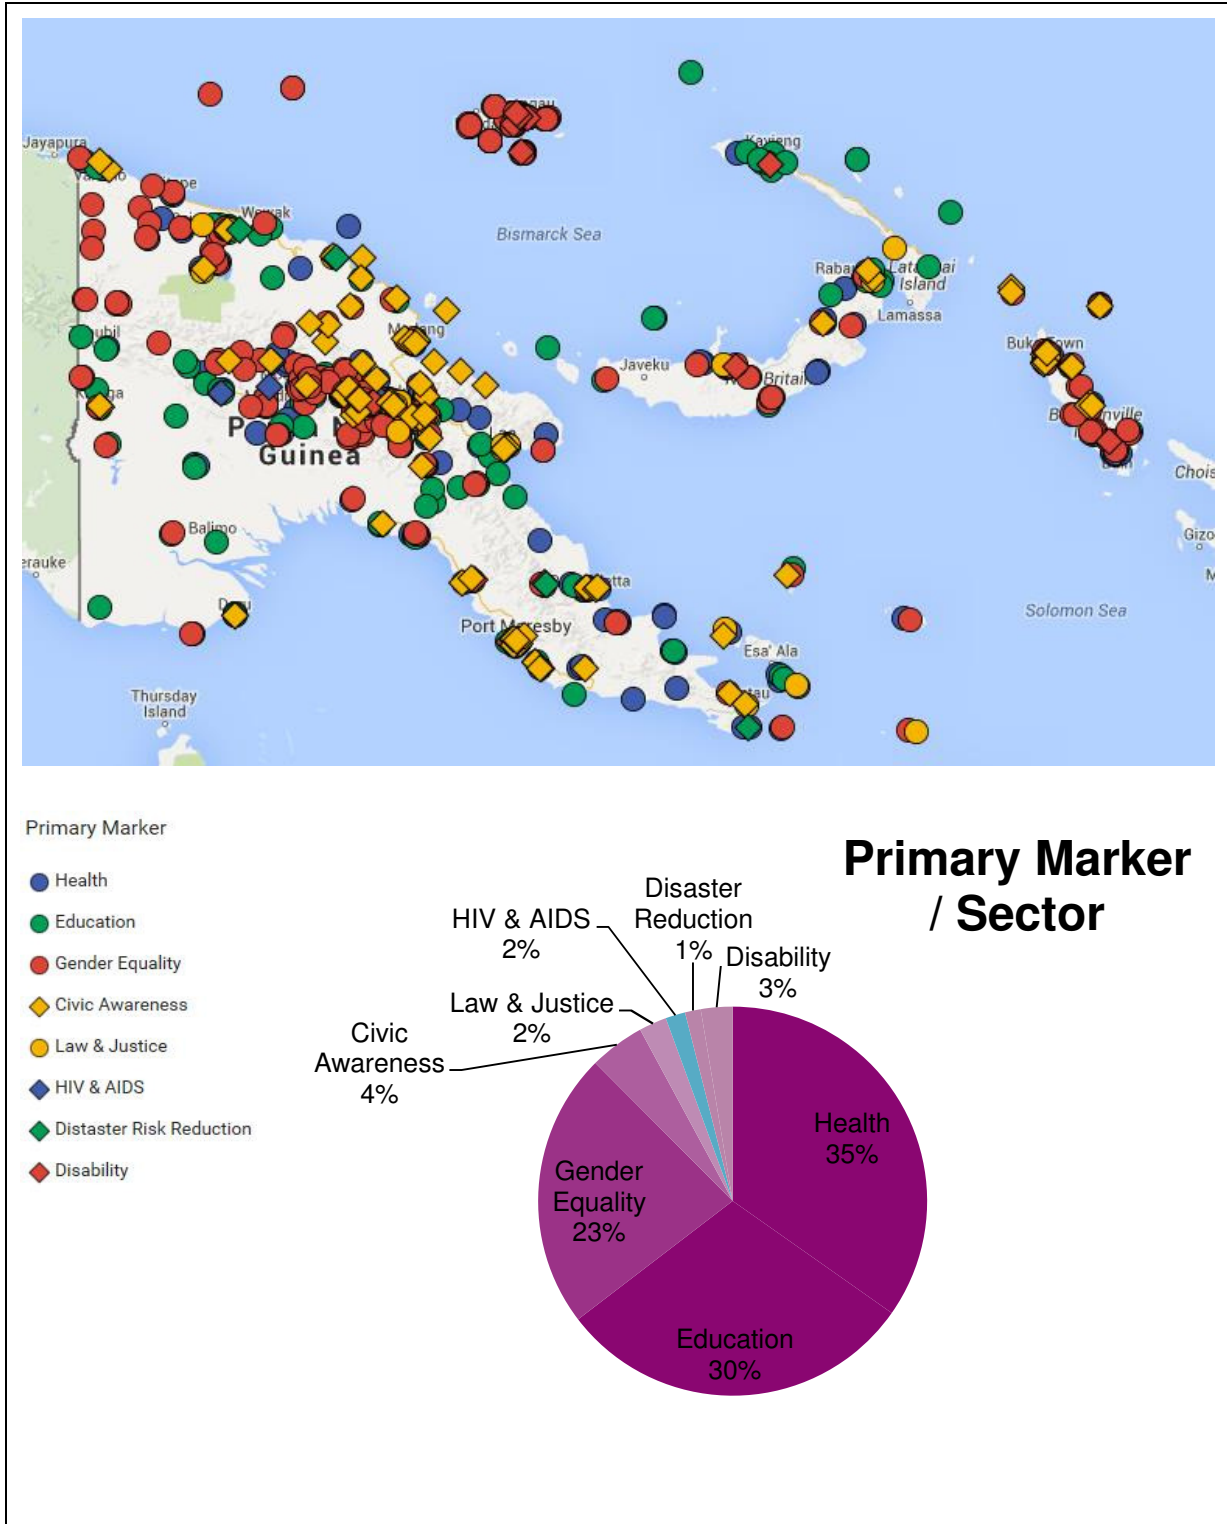 Jayapura
Wewak
Bismarck Sea
Kavieng
Island
Lamassa
Javeku
Madang
Guinea
Balimo
Daru
Thursday
Island
Port Moresby
Esa' Ala
Solomon Sea
Chois
Gizo
Primary Marker
Health
Education
Gender Equality
Civic Awareness
Law & Justice
HIV & AIDS
Distaster Risk Reduction
Disability
Primary Marker
/ Sector
Disaster
Reduction
1%
HIV & AIDS
2%
Disability
3%
Law & Justice
2%
Civic
Awareness
4%
Health
35%
Gender
Equality
23%
Education
30%